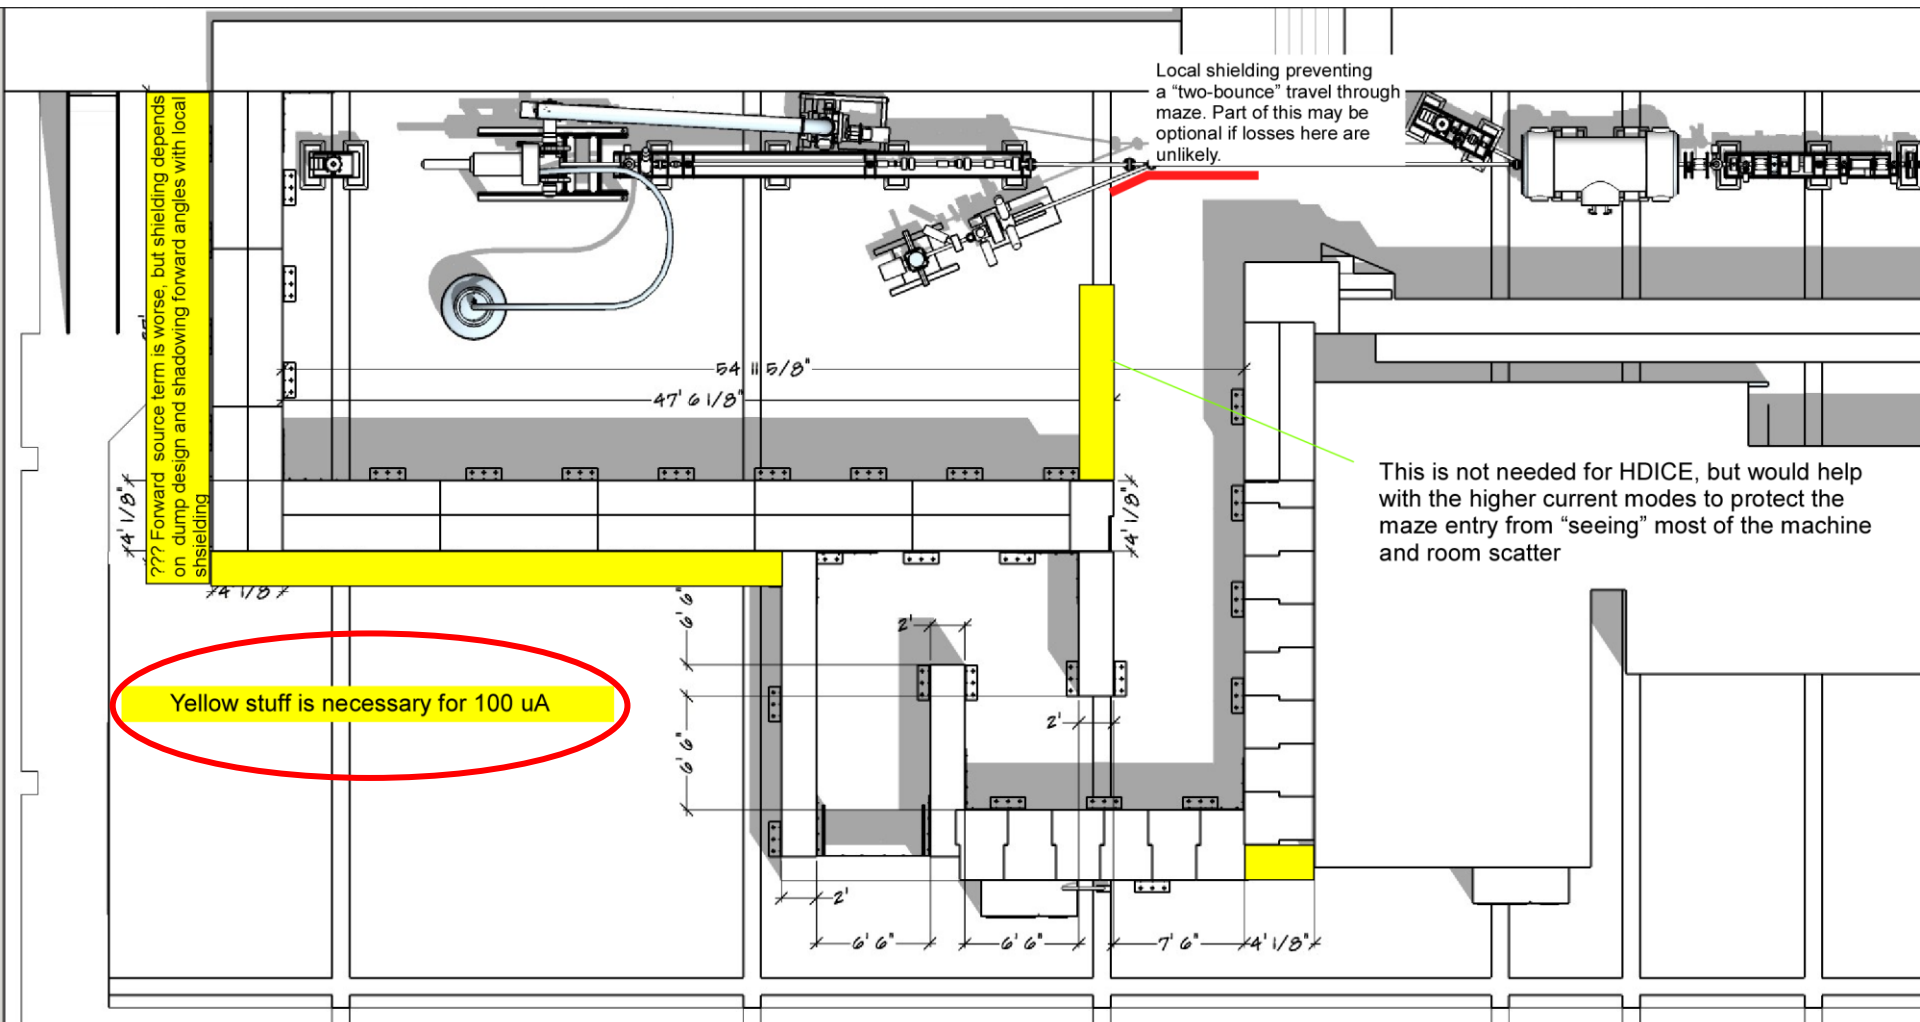 Local shielding preventing
a “two-bounce” travel through
maze. Part of this may be
optional if losses here are
unlikely.
??? Forward source term is worse, but shielding depends
on dump design and shadowing forward angles with local
shsielding
54 11 5/8"
47' 6 1/8"
This is not needed for HDICE, but would help
with the higher current modes to protect the
maze entry from “seeing” most of the machine
and room scatter
4' 1/8"
4' 1/8"
4' 1/8
6' 6"
2'
Yellow stuff is necessary for 100 uA
2'
6' 6"
2'
6' 6"
6' 6"
7' 6"
4' 1/8"